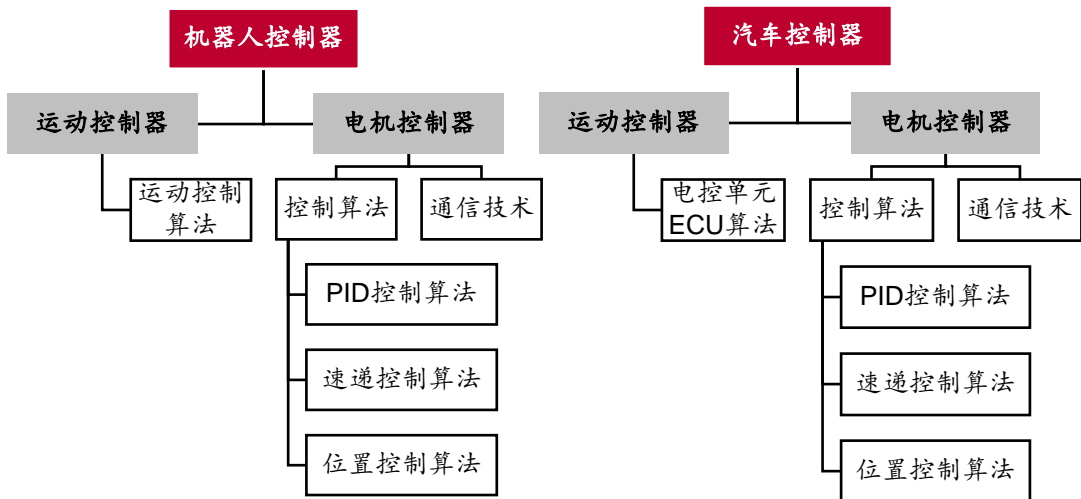 机器人控制器
运动控制器
电机控制器
运动控制
算法
控制算法
通信技术
PID控制算法
速递控制算法
位置控制算法
汽车控制器
运动控制器
电机控制器
电控单元
ECU算法
控制算法
通信技术
PID控制算法
速递控制算法
位置控制算法